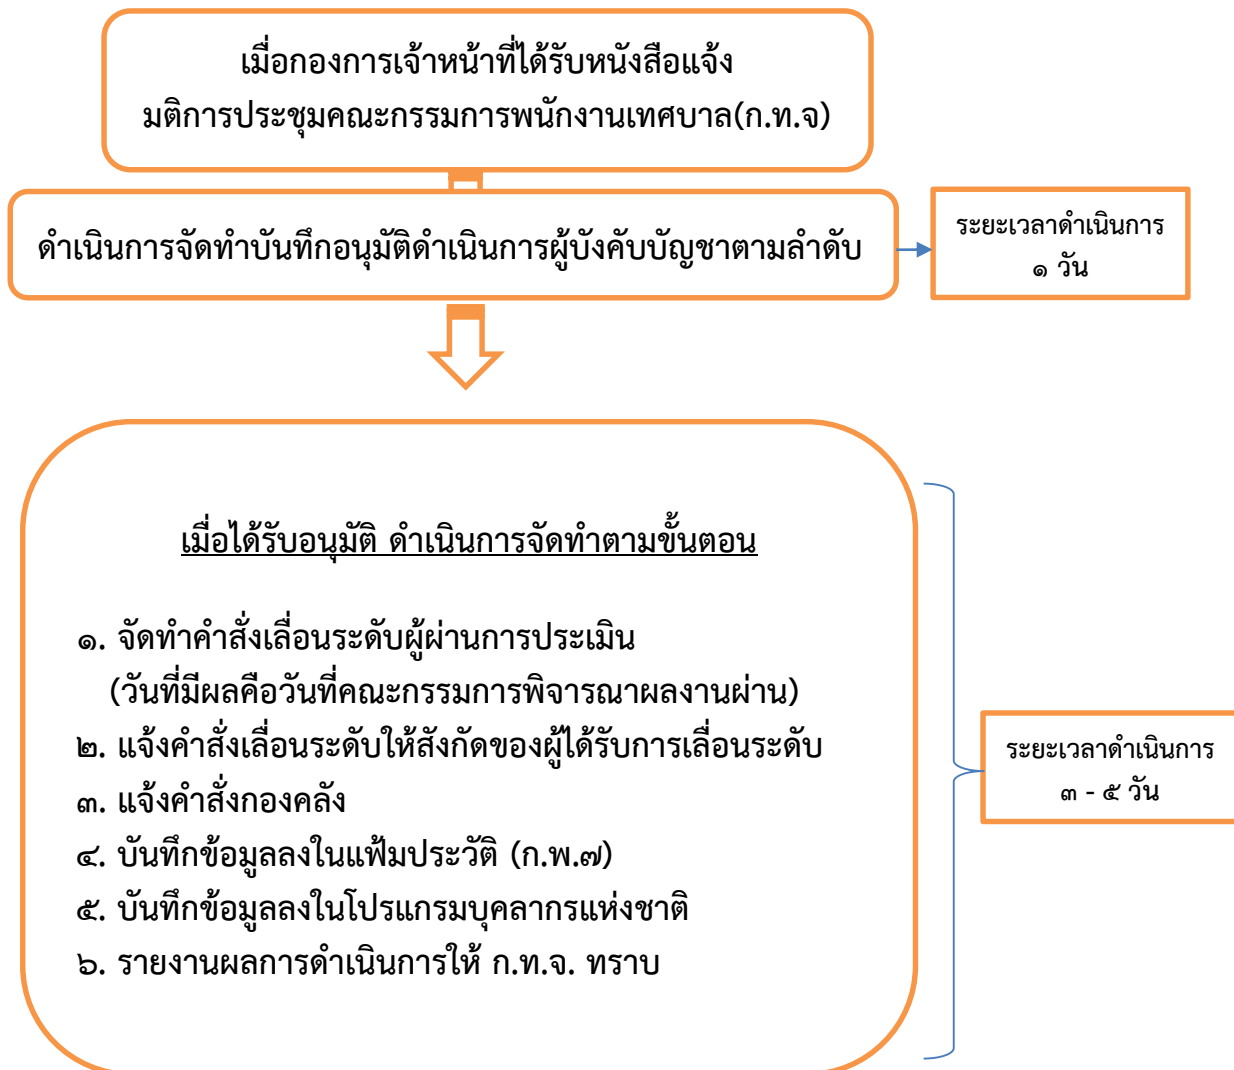 เมื่อกองการเจ้าหน้าที่ได้รับหนังสือแจ้ง
มติการประชุมคณะกรรมการพนักงานเทศบาล(ก.ท.จ)
ดำเนินการจัดทำบันทึกอนุมัติดำเนินการผู้บังคับบัญชาตามลำดับ
ระยะเวลาดำเนินการ
๑ วัน
เมื่อได้รับอนุมัติ ดำเนินการจัดทำตามขั้นตอน
๑. จัดทำคำสั่งเลื่อนระดับผู้ผ่านการประเมิน
(วันที่มีผลคือวันที่คณะกรรมการพิจารณาผลงานผ่าน)
๒. แจ้งคำสั่งเลื่อนระดับให้สังกัดของผู้ได้รับการเลื่อนระดับ
๓. แจ้งคำสั่งกองคลัง
๔. บันทึกข้อมูลลงในแฟ้มประวัติ (ก.พ.๗)
๕. บันทึกข้อมูลลงในโปรแกรมบุคลากรแห่งชาติ
๖. รายงานผลการดำเนินการให้ ก.ท.จ. ทราบ
ระยะเวลาดำเนินการ
๓ - ๕ วัน